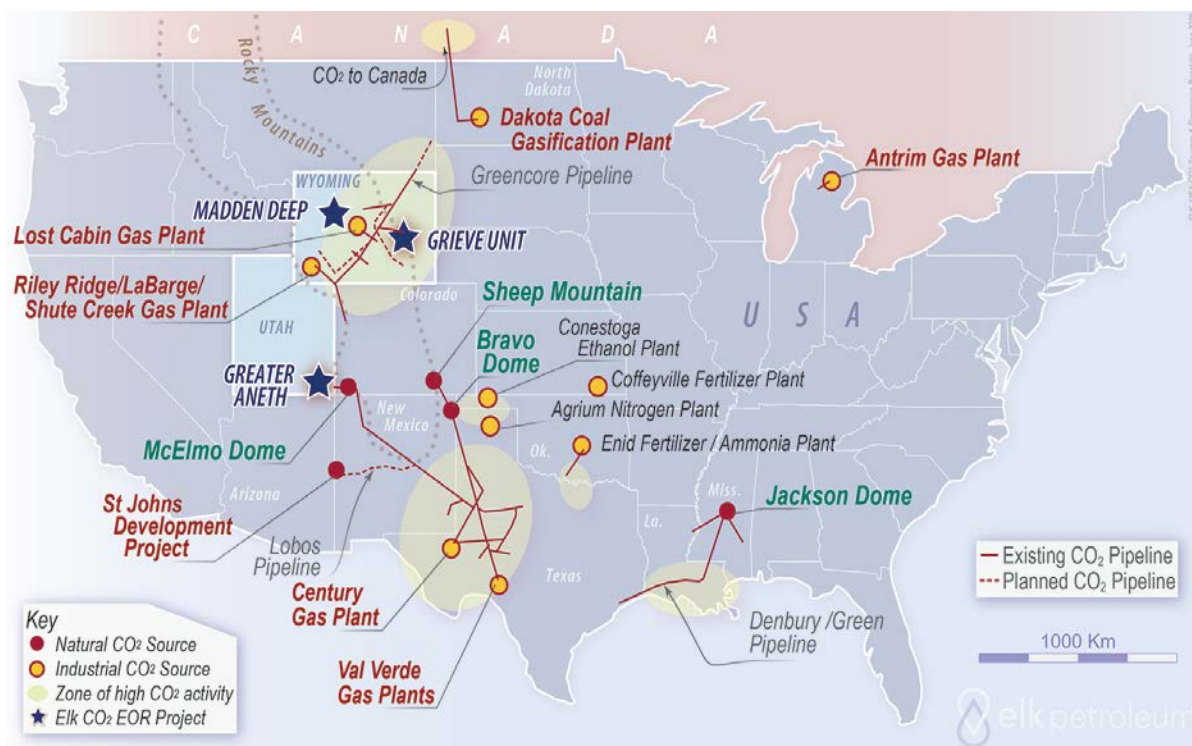 C A N A D A
Rocky Mountains
CO₂ to Canada
North
Dakota
Dakota Coal
Gasification Plant
Antrim Gas Plant
WYOMING
Greencore Pipeline
MADDEN DEEP
Lost Cabin Gas Plant
GRIEVE UNIT
Riley Ridge/LaBarge/
Shute Creek Gas Plant
Colorado
Sheep Mountain
USA
UTAH
Bravo
Dome
Conestoga
Ethanol Plant
GREATER
ANETH
Coffeyville Fertilizer Plant
New
Mexico
Agrium Nitrogen Plant
McElmo Dome
Ok.
Enid Fertilizer / Ammonia Plant
Arizona
Miss.
Jackson Dome
St Johns
Development
Project
La.
Lobos
Pipeline
Texas
Century
Gas Plant
Existing CO₂ Pipeline
Planned CO₂ Pipeline
Denbury /Green
Pipeline
Val Verde
Gas Plants
1000 Km
Key
Natural CO₂ Source
Industrial CO₂ Source
Zone of high CO₂ activity
Elk CO₂ EOR Project
elkpetroleum